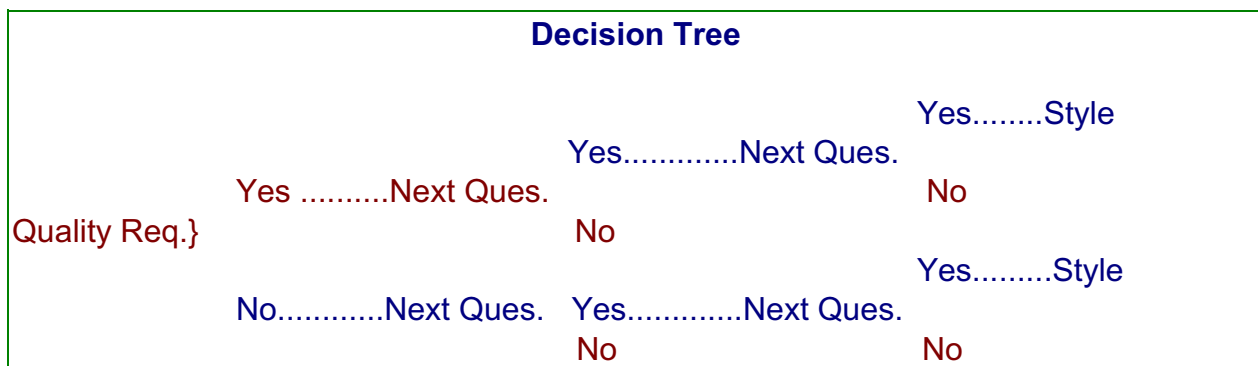 Decision Tree
Yes........Style
Yes.............Next Ques.
Yes ..........Next Ques. No
Quality Req.} No
Yes.........Style
No............Next Ques. Yes.............Next Ques.
No No